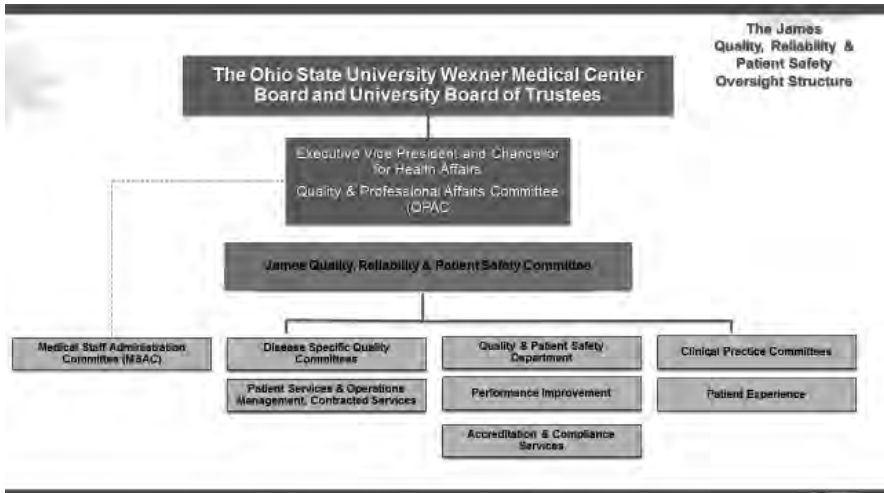 The James
Quality, Reliability &
Patient Safety
Oversight Structure
The Ohio State University Wexner Medical Center
Board and University Board of Trustees
Executive Vice President and Chancellor
for Health Affairs
Quality & Professional Affairs Committee
(QPAC
James Quality, Reliability & Patient Safety Committee
Medical Staff Administration
Committee (MSAC)
Disease Specific Quality
Committees
Quality & Patient Safety
Department
Clinical Practice Committees
Patient Services & Operations
Management, Contracted Services
Performance Improvement
Patient Experience
Accreditation & Compliance
Services